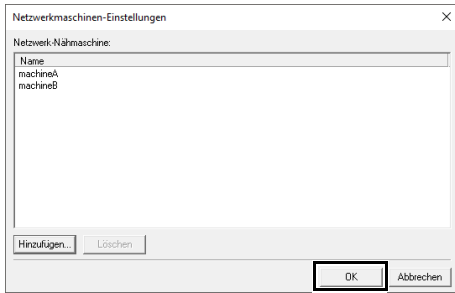 Netzwerkmaschinen-Einstellungen
Netzwerk-Nähmaschine:
Name
machineA
machineB
Hinzufügen... Löschen
OK Abbrechen